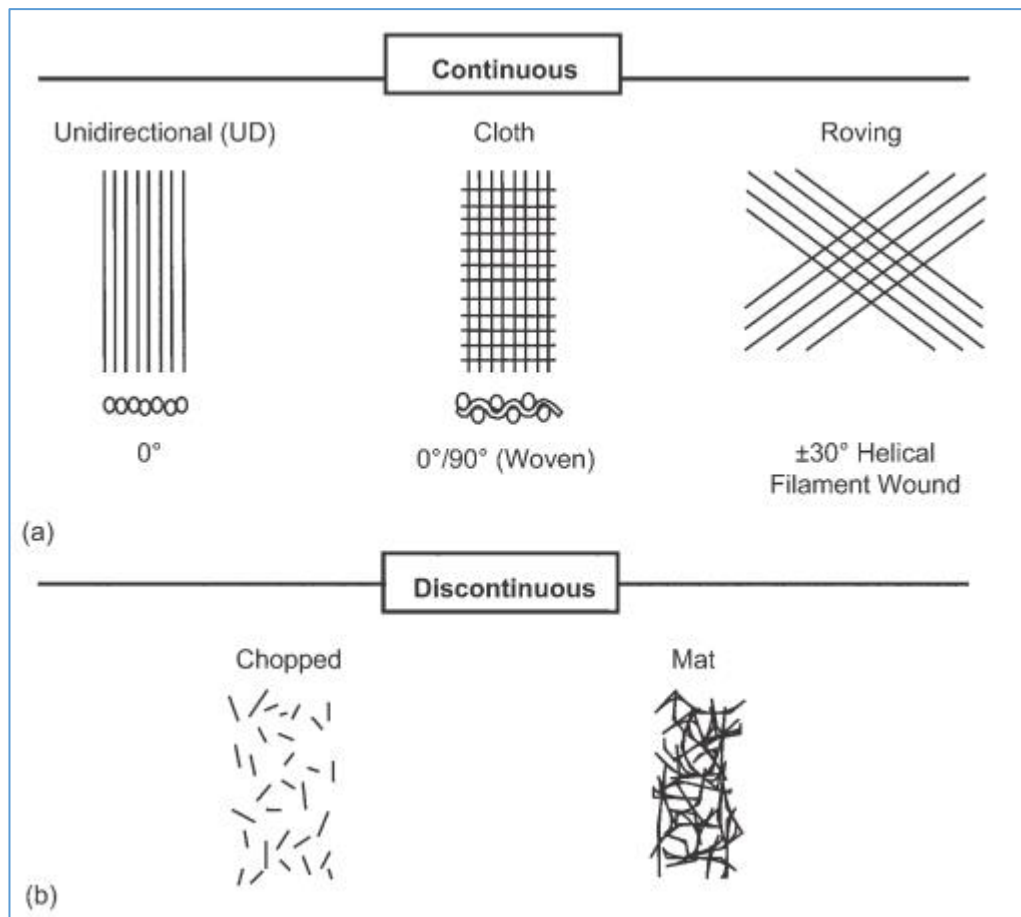 Continuous
Unidirectional (UD)
Cloth
Roving
0°
0°/90° (Woven)
±30° Helical
Filament Wound
(a)
Discontinuous
Chopped
Mat
(b)